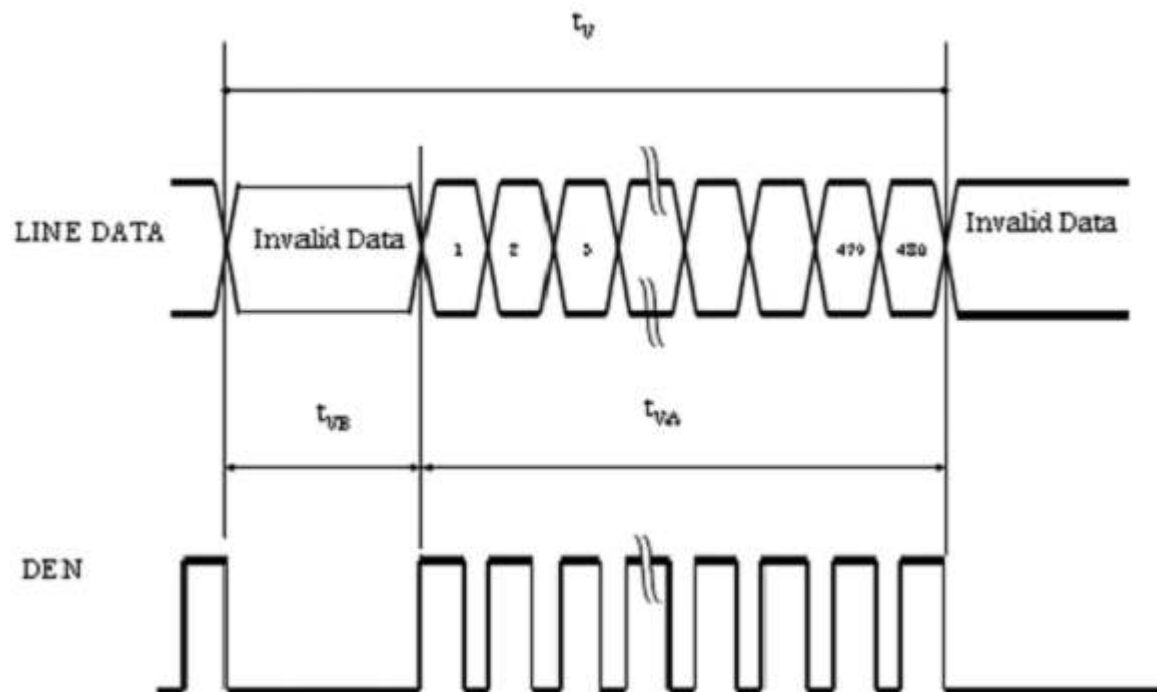 tV
LINE DATA
Invalid Data
1
2
3
479
480
Invalid Data
tVB
tVA
DEN